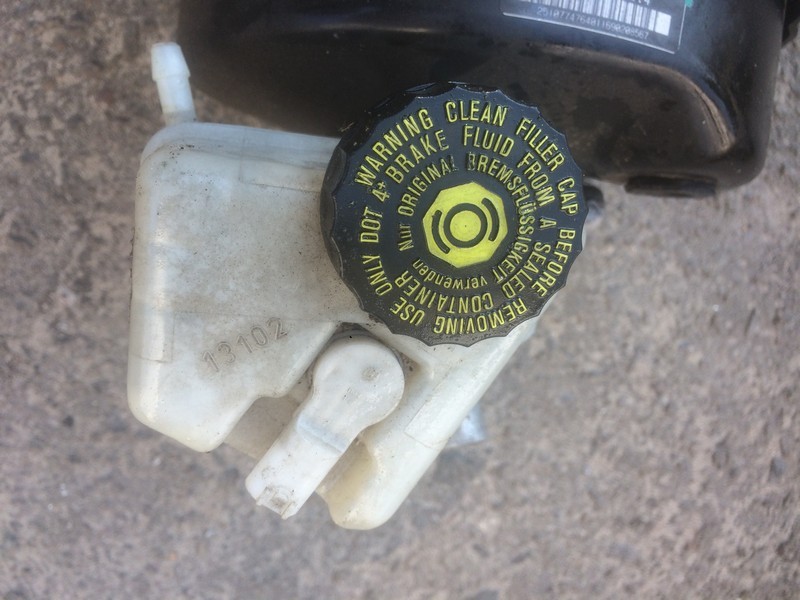 WARNING CLEAN FILLER CAP BEFORE REMOVING USE ONLY DOT 4+
BRAKE FLUID FROM A SEALED CONTAINER
Nur ORIGINAL BREMSFLÜSSIGKEIT verwenden
13102